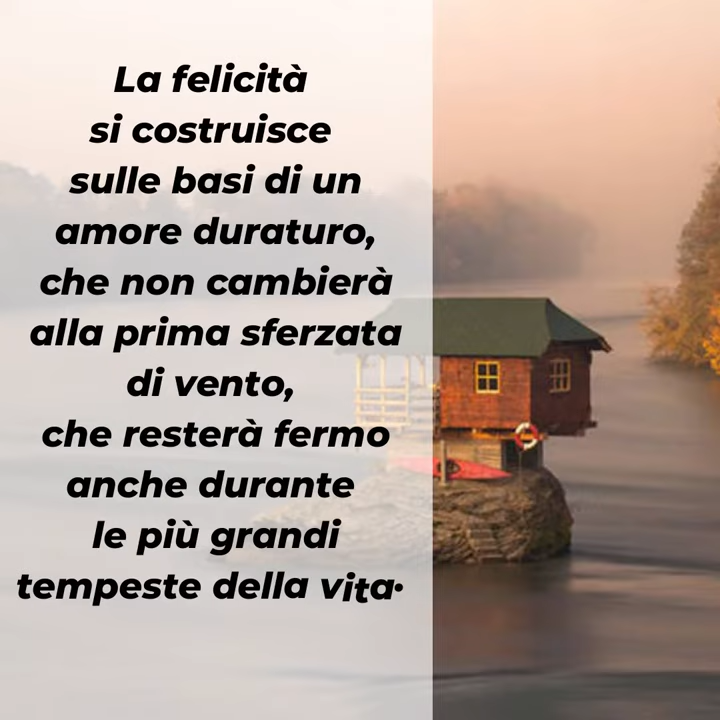 La felicità
si costruisce
sulle basi di un
amore duraturo,
che non cambierà
alla prima sferzata
di vento,
che resterà fermo
anche durante
le più grandi
tempeste della vita•